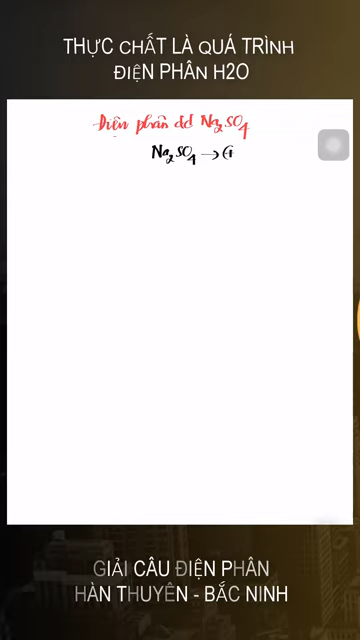 THỰC CHẤT LÀ QUÁ TRÌNH
ĐIỆN PHÂN H2O
Điện phân dd Na₂SO₄
Na₂SO₄ → (+
GIẢI CÂU ĐIỆN PHÂN
HÀN THUYÊN - BẮC NINH